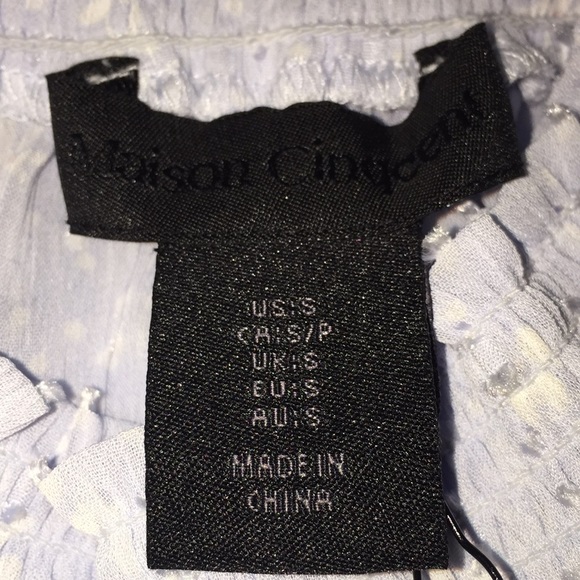 Maison Cinqcent
US:S
CA:S/P
UK:S
EU:S
AU:S
MADE IN
CHINA